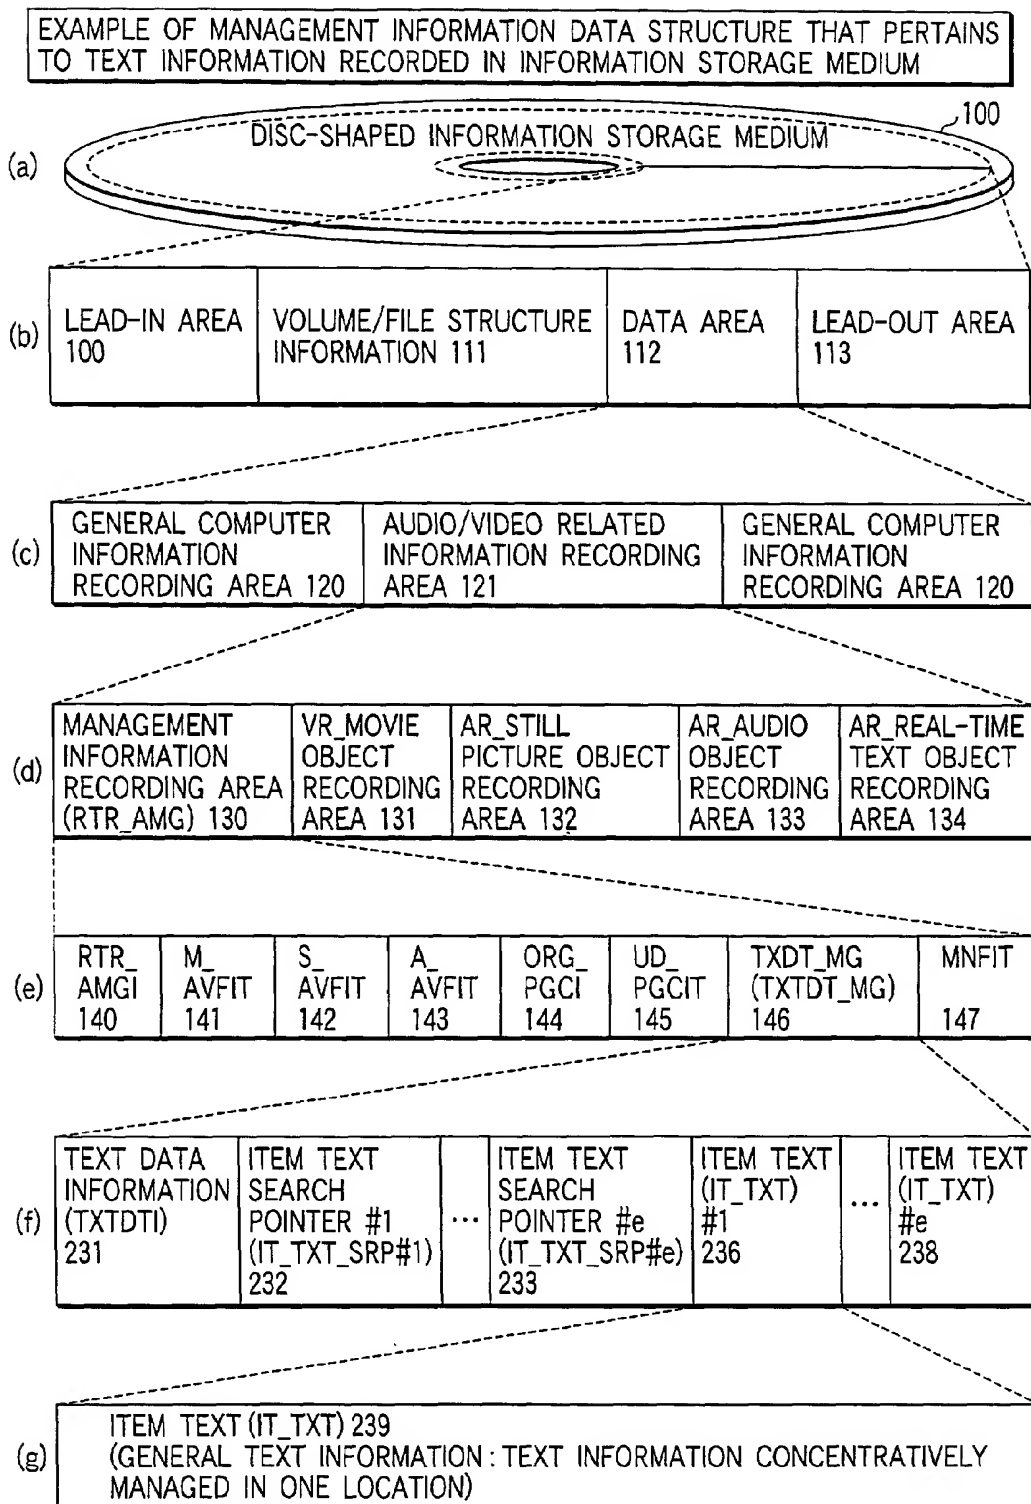 EXAMPLE OF MANAGEMENT INFORMATION DATA STRUCTURE THAT PERTAINS
TO TEXT INFORMATION RECORDED IN INFORMATION STORAGE MEDIUM
100
DISC-SHAPED INFORMATION STORAGE MEDIUM
(a)
(b)
LEAD-IN AREA
100
VOLUME/FILE STRUCTURE
INFORMATION 111
DATA AREA
112
LEAD-OUT AREA
113
(c)
GENERAL COMPUTER
INFORMATION
RECORDING AREA 120
AUDIO/VIDEO RELATED
INFORMATION RECORDING
AREA 121
GENERAL COMPUTER
INFORMATION
RECORDING AREA 120
(d)
MANAGEMENT
INFORMATION
RECORDING AREA
(RTR_AMG) 130
VR_MOVIE
OBJECT
RECORDING
AREA 131
AR_STILL
PICTURE OBJECT
RECORDING
AREA 132
AR_AUDIO
OBJECT
RECORDING
AREA 133
AR_REAL-TIME
TEXT OBJECT
RECORDING
AREA 134
(e)
RTR_
AMGI
140
M_
AVFIT
141
S_
AVFIT
142
A_
AVFIT
143
ORG_
PGCI
144
UD_
PGCIT
145
TXDT_MG
(TXTDT_MG)
146
MNFIT
147
(f)
TEXT DATA
INFORMATION
(TXTDTI)
231
ITEM TEXT
SEARCH
POINTER #1
(IT_TXT_SRP#1)
232
...
ITEM TEXT
SEARCH
POINTER #e
(IT_TXT_SRP#e)
233
ITEM TEXT
(IT_TXT)
#1
236
...
ITEM TEXT
(IT_TXT)
#e
238
(g)
ITEM TEXT (IT_TXT) 239
(GENERAL TEXT INFORMATION : TEXT INFORMATION CONCENTRATIVELY
MANAGED IN ONE LOCATION)